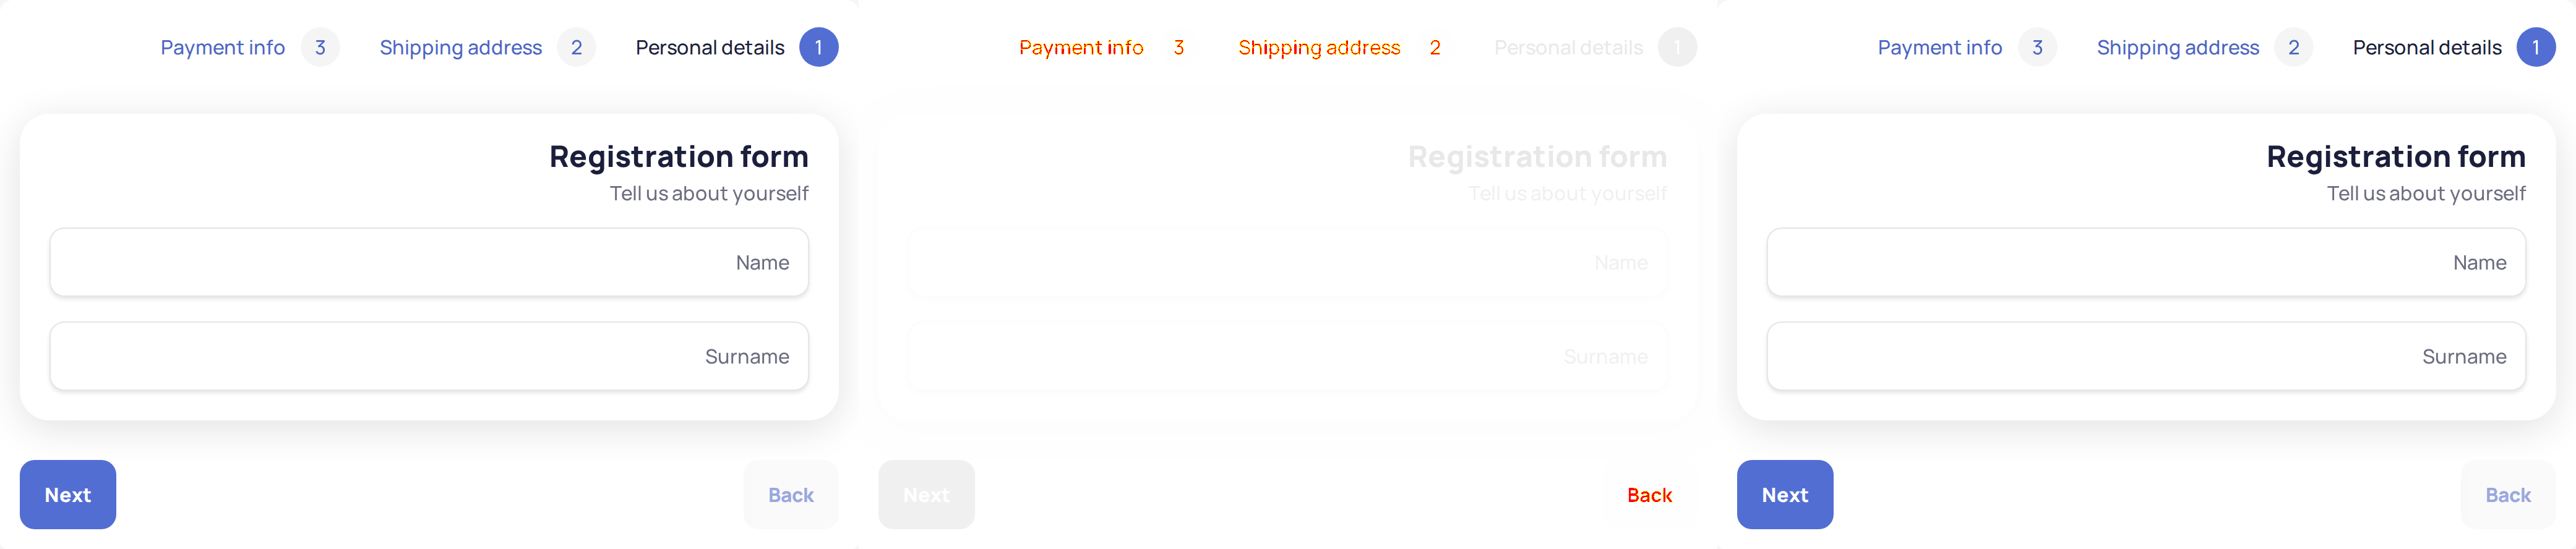 Payment info 3 Shipping address 2 Personal details 1
Registration form
Tell us about yourself
Name
Surname
Next Back
Payment info 3 Shipping address 2 Personal details 1
Registration form
Tell us about yourself
Name
Surname
Next Back
Payment info 3 Shipping address 2 Personal details 1
Registration form
Tell us about yourself
Name
Surname
Next Back